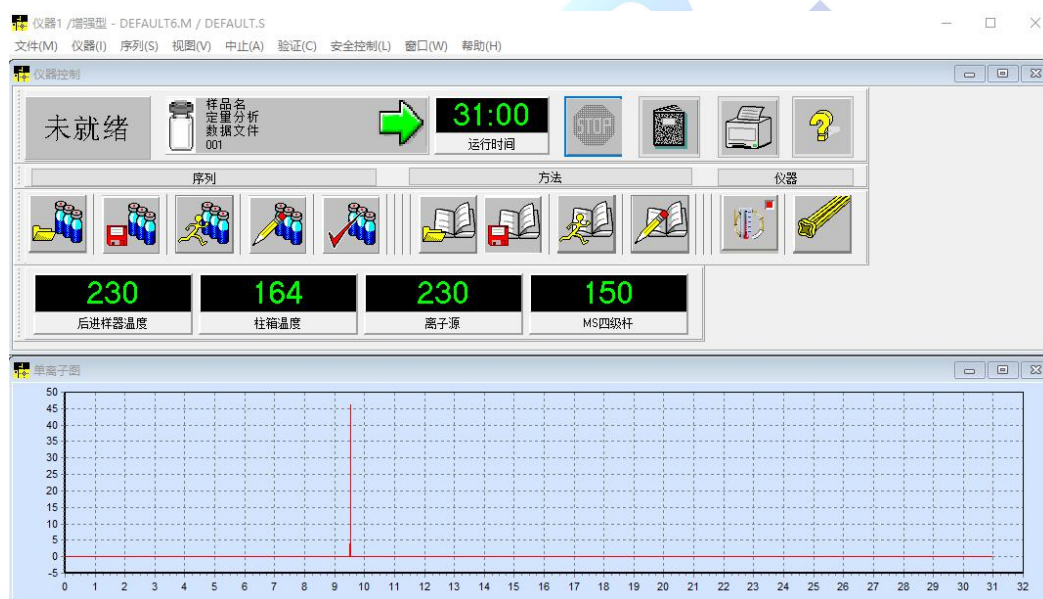 仪器1 /增强型 - DEFAULT6.M / DEFAULT.S
文件(M) 仪器(I) 序列(S) 视图(V) 中止(A) 验证(C) 安全控制(L) 窗口(W) 帮助(H)
仪器控制
未就绪
样品名
定量分析
数据文件
001
31:00
运行时间
STOP
序列 方法 仪器
230 164 230 150
后进样器温度 柱箱温度 离子源 MS四级杆
单离子图
50
45
40
35
30
25
20
15
10
5
0
-5
0 1 2 3 4 5 6 7 8 9 10 11 12 13 14 15 16 17 18 19 20 21 22 23 24 25 26 27 28 29 30 31 32